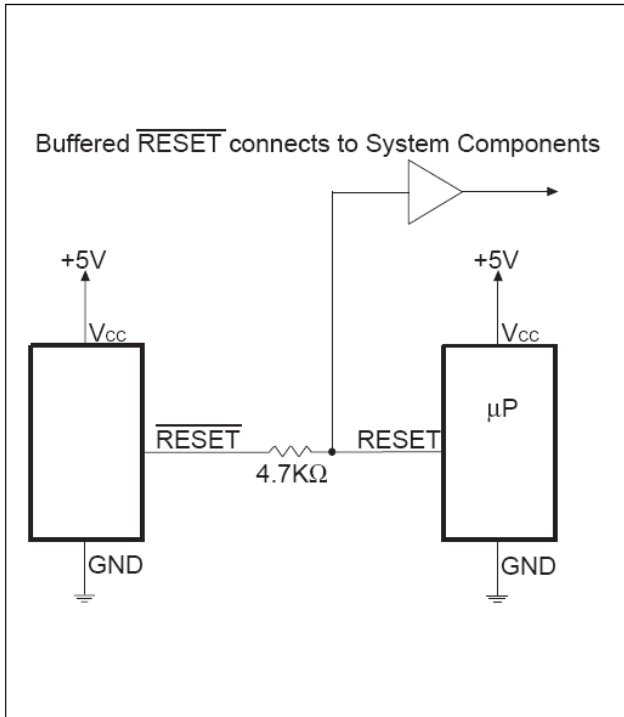 Buffered RESET connects to System Components
+5V
+5V
VCC
VCC
µP
RESET
RESET
4.7KΩ
GND
GND